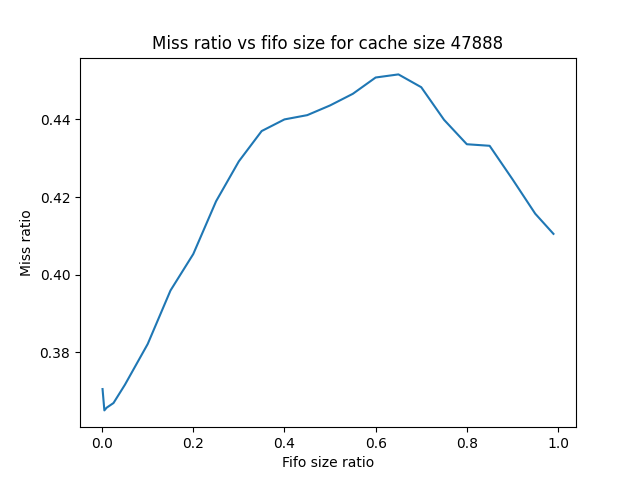 Miss ratio vs fifo size for cache size 47888
0.44
0.42
0.40
0.38
Miss ratio
0.0 0.2 0.4 0.6 0.8 1.0
Fifo size ratio